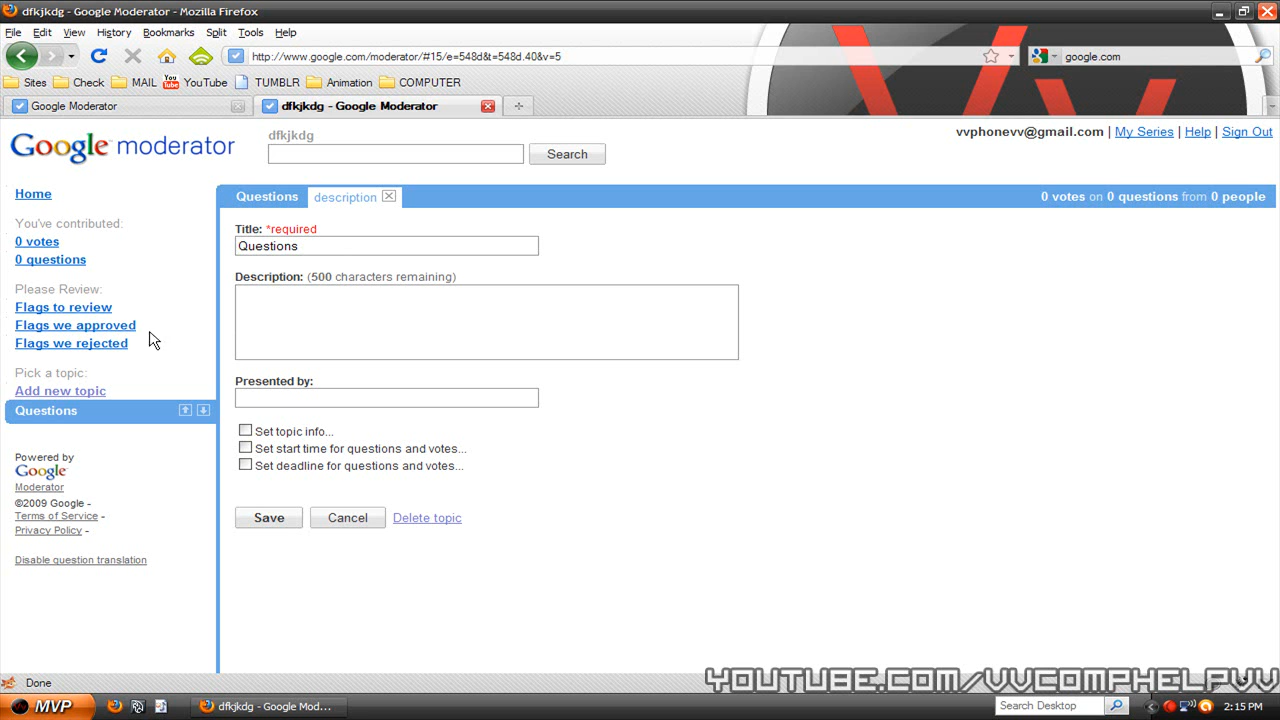 dfkjkdg - Google Moderator - Mozilla Firefox
File Edit View History Bookmarks Split Tools Help
http://www.google.com/moderator/#15/e=548d&t=548d.40&v=5
google.com
Sites Check MAIL You Tube YouTube TUMBLR Animation COMPUTER
Google Moderator
dfkjkdg - Google Moderator
vvphonevv@gmail.com | My Series | Help | Sign Out
Google moderator
dfkjkdg
Search
Home
You've contributed:
0 votes
0 questions
Please Review:
Flags to review
Flags we approved
Flags we rejected
Pick a topic:
Add new topic
Questions
Powered by
Google
Moderator
©2009 Google -
Terms of Service -
Privacy Policy -
Disable question translation
Questions description
0 votes on 0 questions from 0 people
Title: *required
Questions
Description: (500 characters remaining)
Presented by:
Set topic info...
Set start time for questions and votes...
Set deadline for questions and votes...
Save Cancel Delete topic
Done
YOUTUBE.COM/VVCOMPHELPVV
MVP
dfkjkdg - Google Mod...
Search Desktop
2:15 PM